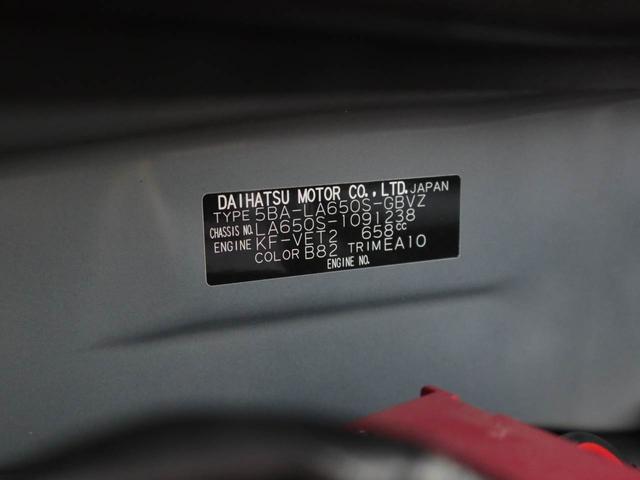 DAIHATSU MOTOR CO., LTD. JAPAN
TYPE 5BA-LA650S-GBVZ
CHASSIS NO. LA650S-1091238
ENGINE KF-VET2 658cc
COLOR B82 TRIM EA10
ENGINE NO.